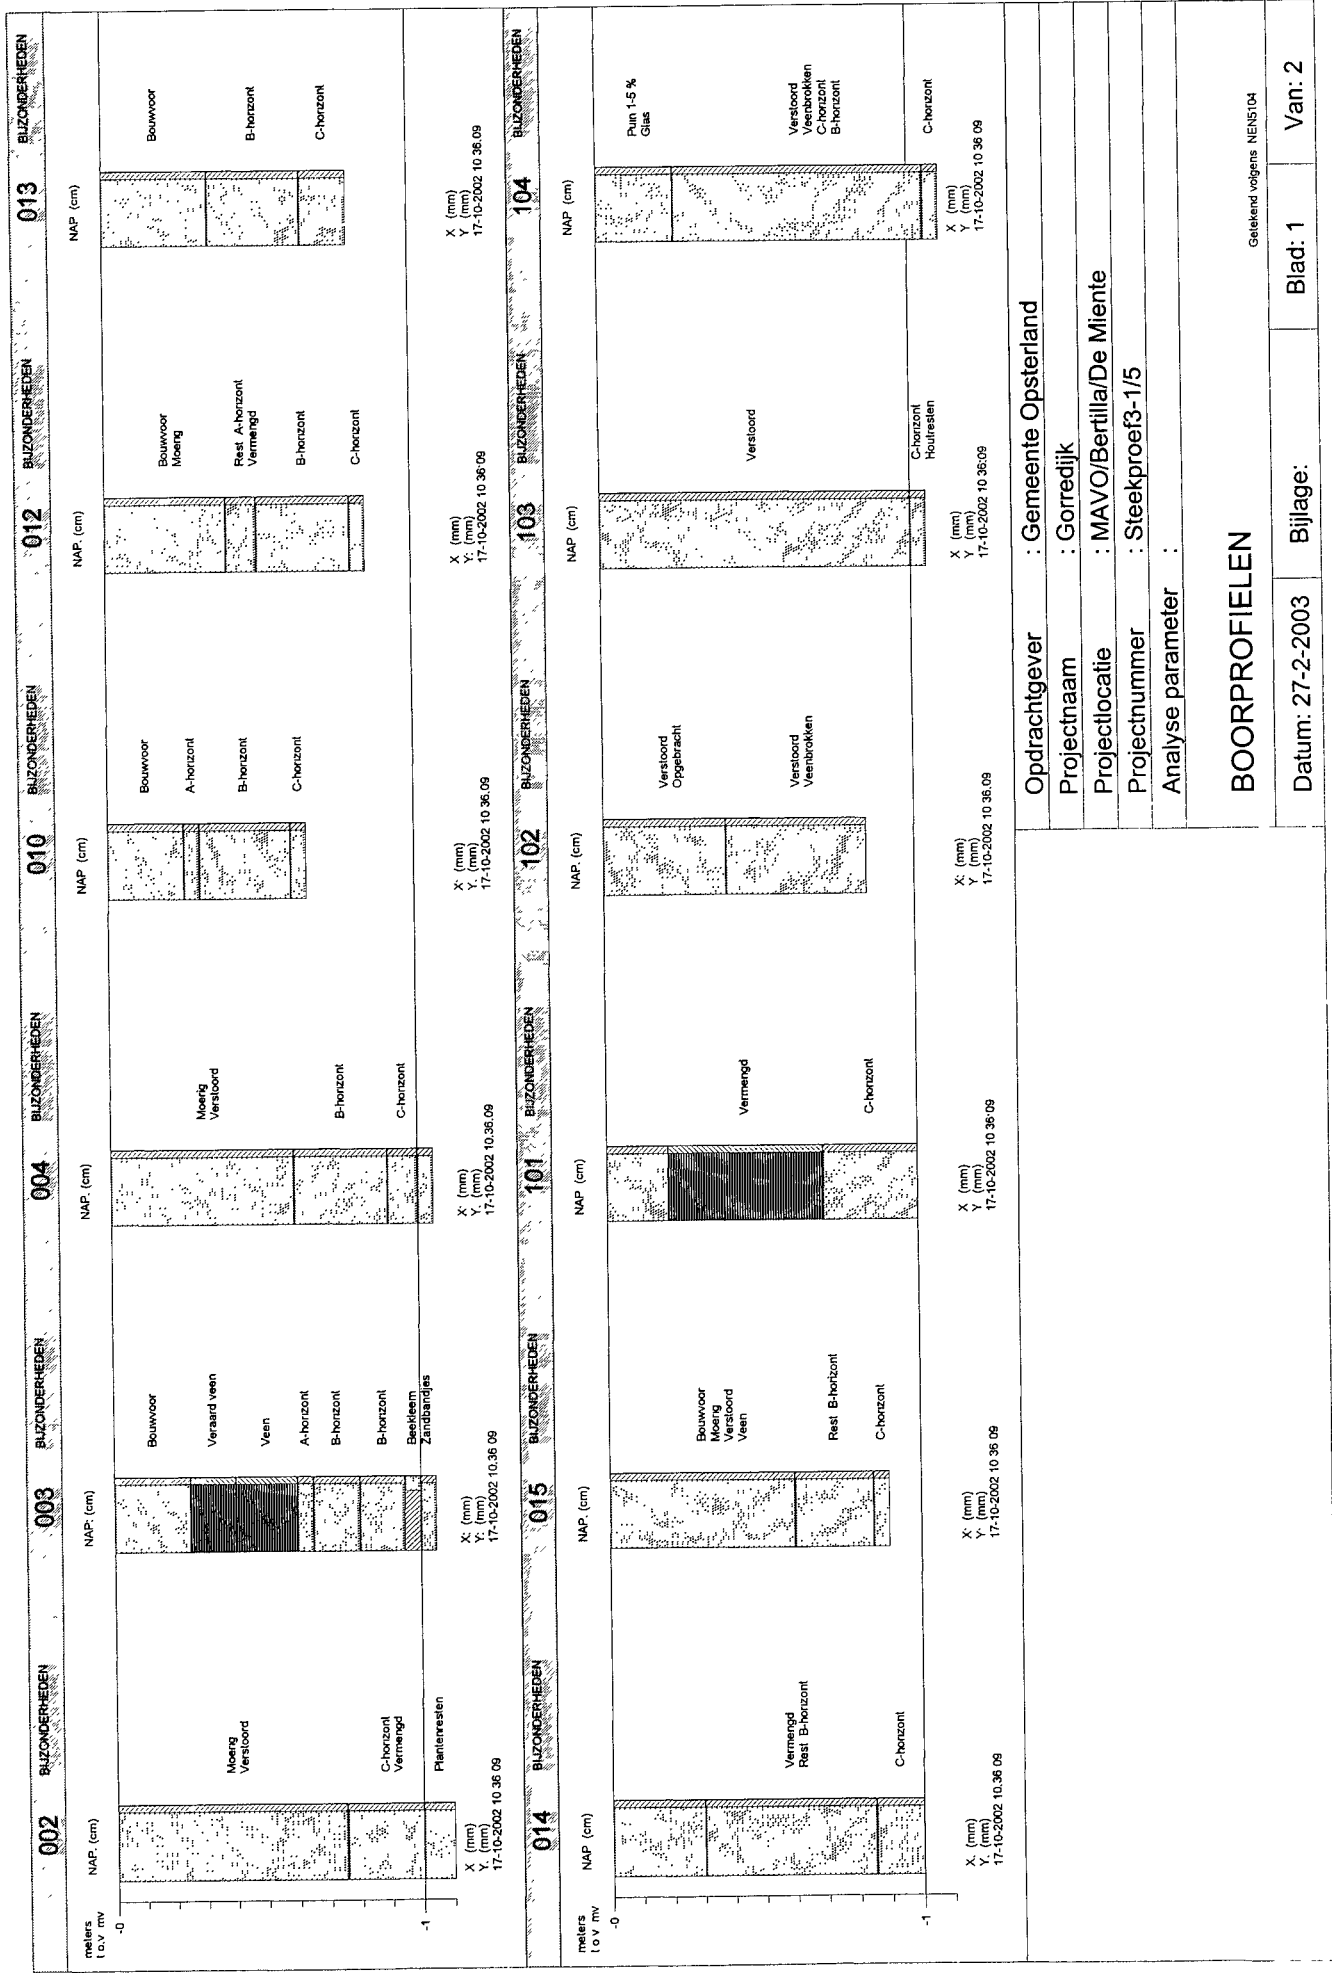 002 BIJZONDERHEDEN 003 BIJZONDERHEDEN 004 BIJZONDERHEDEN 010 BIJZONDERHEDEN 012 BIJZONDERHEDEN 013 BIJZONDERHEDEN
meters
t o.v mv
-0
-1
NAP. (cm)
Moerig
Verstoord
C-horizont
Vermengd
Plantenresten
X (mm)
Y. (mm)
17-10-2002 10 36 09
NAP: (cm)
Bouwvoor
Veraard veen
Veen
A-horizont
B-horizont
B-horizont
Beekleem
Zandbandjes
X: (mm)
Y: (mm)
17-10-2002 10.36 09
NAP. (cm)
Moerig
Verstoord
B-horizont
C-horizont
X: (mm)
Y. (mm)
17-10-2002 10.36.09
NAP (cm)
Bouwvoor
A-horizont
B-horizont
C-horizont
X: (mm)
Y. (mm)
17-10-2002 10 36.09
NAP. (cm)
Bouwvoor
Moerig
Rest A-horizont
Vermengd
B-horizont
C-horizont
X (mm)
Y: (mm)
17-10-2002 10 36:09
NAP (cm)
Bouwvoor
B-horizont
C-horizont
X (mm)
Y (mm)
17-10-2002 10 36.09
014 BIJZONDERHEDEN 015 BIJZONDERHEDEN 101 BIJZONDERHEDEN 102 BIJZONDERHEDEN 103 BIJZONDERHEDEN 104 BIJZONDERHEDEN
meters
t o v mv
-0
-1
NAP (cm)
Vermengd
Rest B-horizont
C-horizont
X. (mm)
Y. (mm)
17-10-2002 10.36 09
NAP. (cm)
Bouwvoor
Moerig
Verstoord
Veen
Rest B-horizont
C-horizont
X (mm)
Y (mm)
17-10-2002 10 36 09
NAP (cm)
Vermengd
C-horizont
X (mm)
Y (mm)
17-10-2002 10 36:09
NAP. (cm)
Verstoord
Opgebracht
Verstoord
Veenbrokken
X: (mm)
Y (mm)
17-10-2002 10 36.09
NAP (cm)
Verstoord
C-horizont
Houtresten
X (mm)
Y (mm)
17-10-2002 10 36:09
NAP (cm)
Puin 1-5 %
Glas
Verstoord
Veenbrokken
C-horizont
B-horizont
C-horizont
X (mm)
Y (mm)
17-10-2002 10 36 09
Opdrachtgever : Gemeente Opsterland
Projectnaam : Gorredijk
Projectlocatie : MAVO/Bertilla/De Miente
Projectnummer : Steekproef3-1/5
Analyse parameter :
BOORPROFIELEN
Getekend volgens NEN5104
Datum: 27-2-2003 Bijlage: Blad: 1 Van: 2